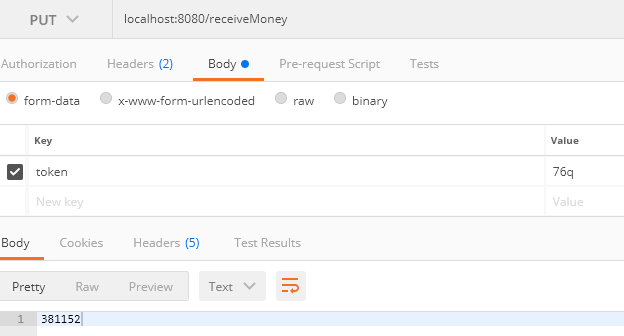 PUT localhost:8080/receiveMoney
Authorization Headers (2) Body Pre-request Script Tests
form-data x-www-form-urlencoded raw binary
Key Value
token 76q
New key Value
Body Cookies Headers (5) Test Results
Pretty Raw Preview Text
1 381152